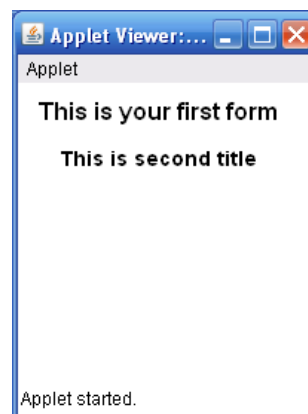 Applet Viewer:...
Applet
This is your first form
This is second title
Applet started.